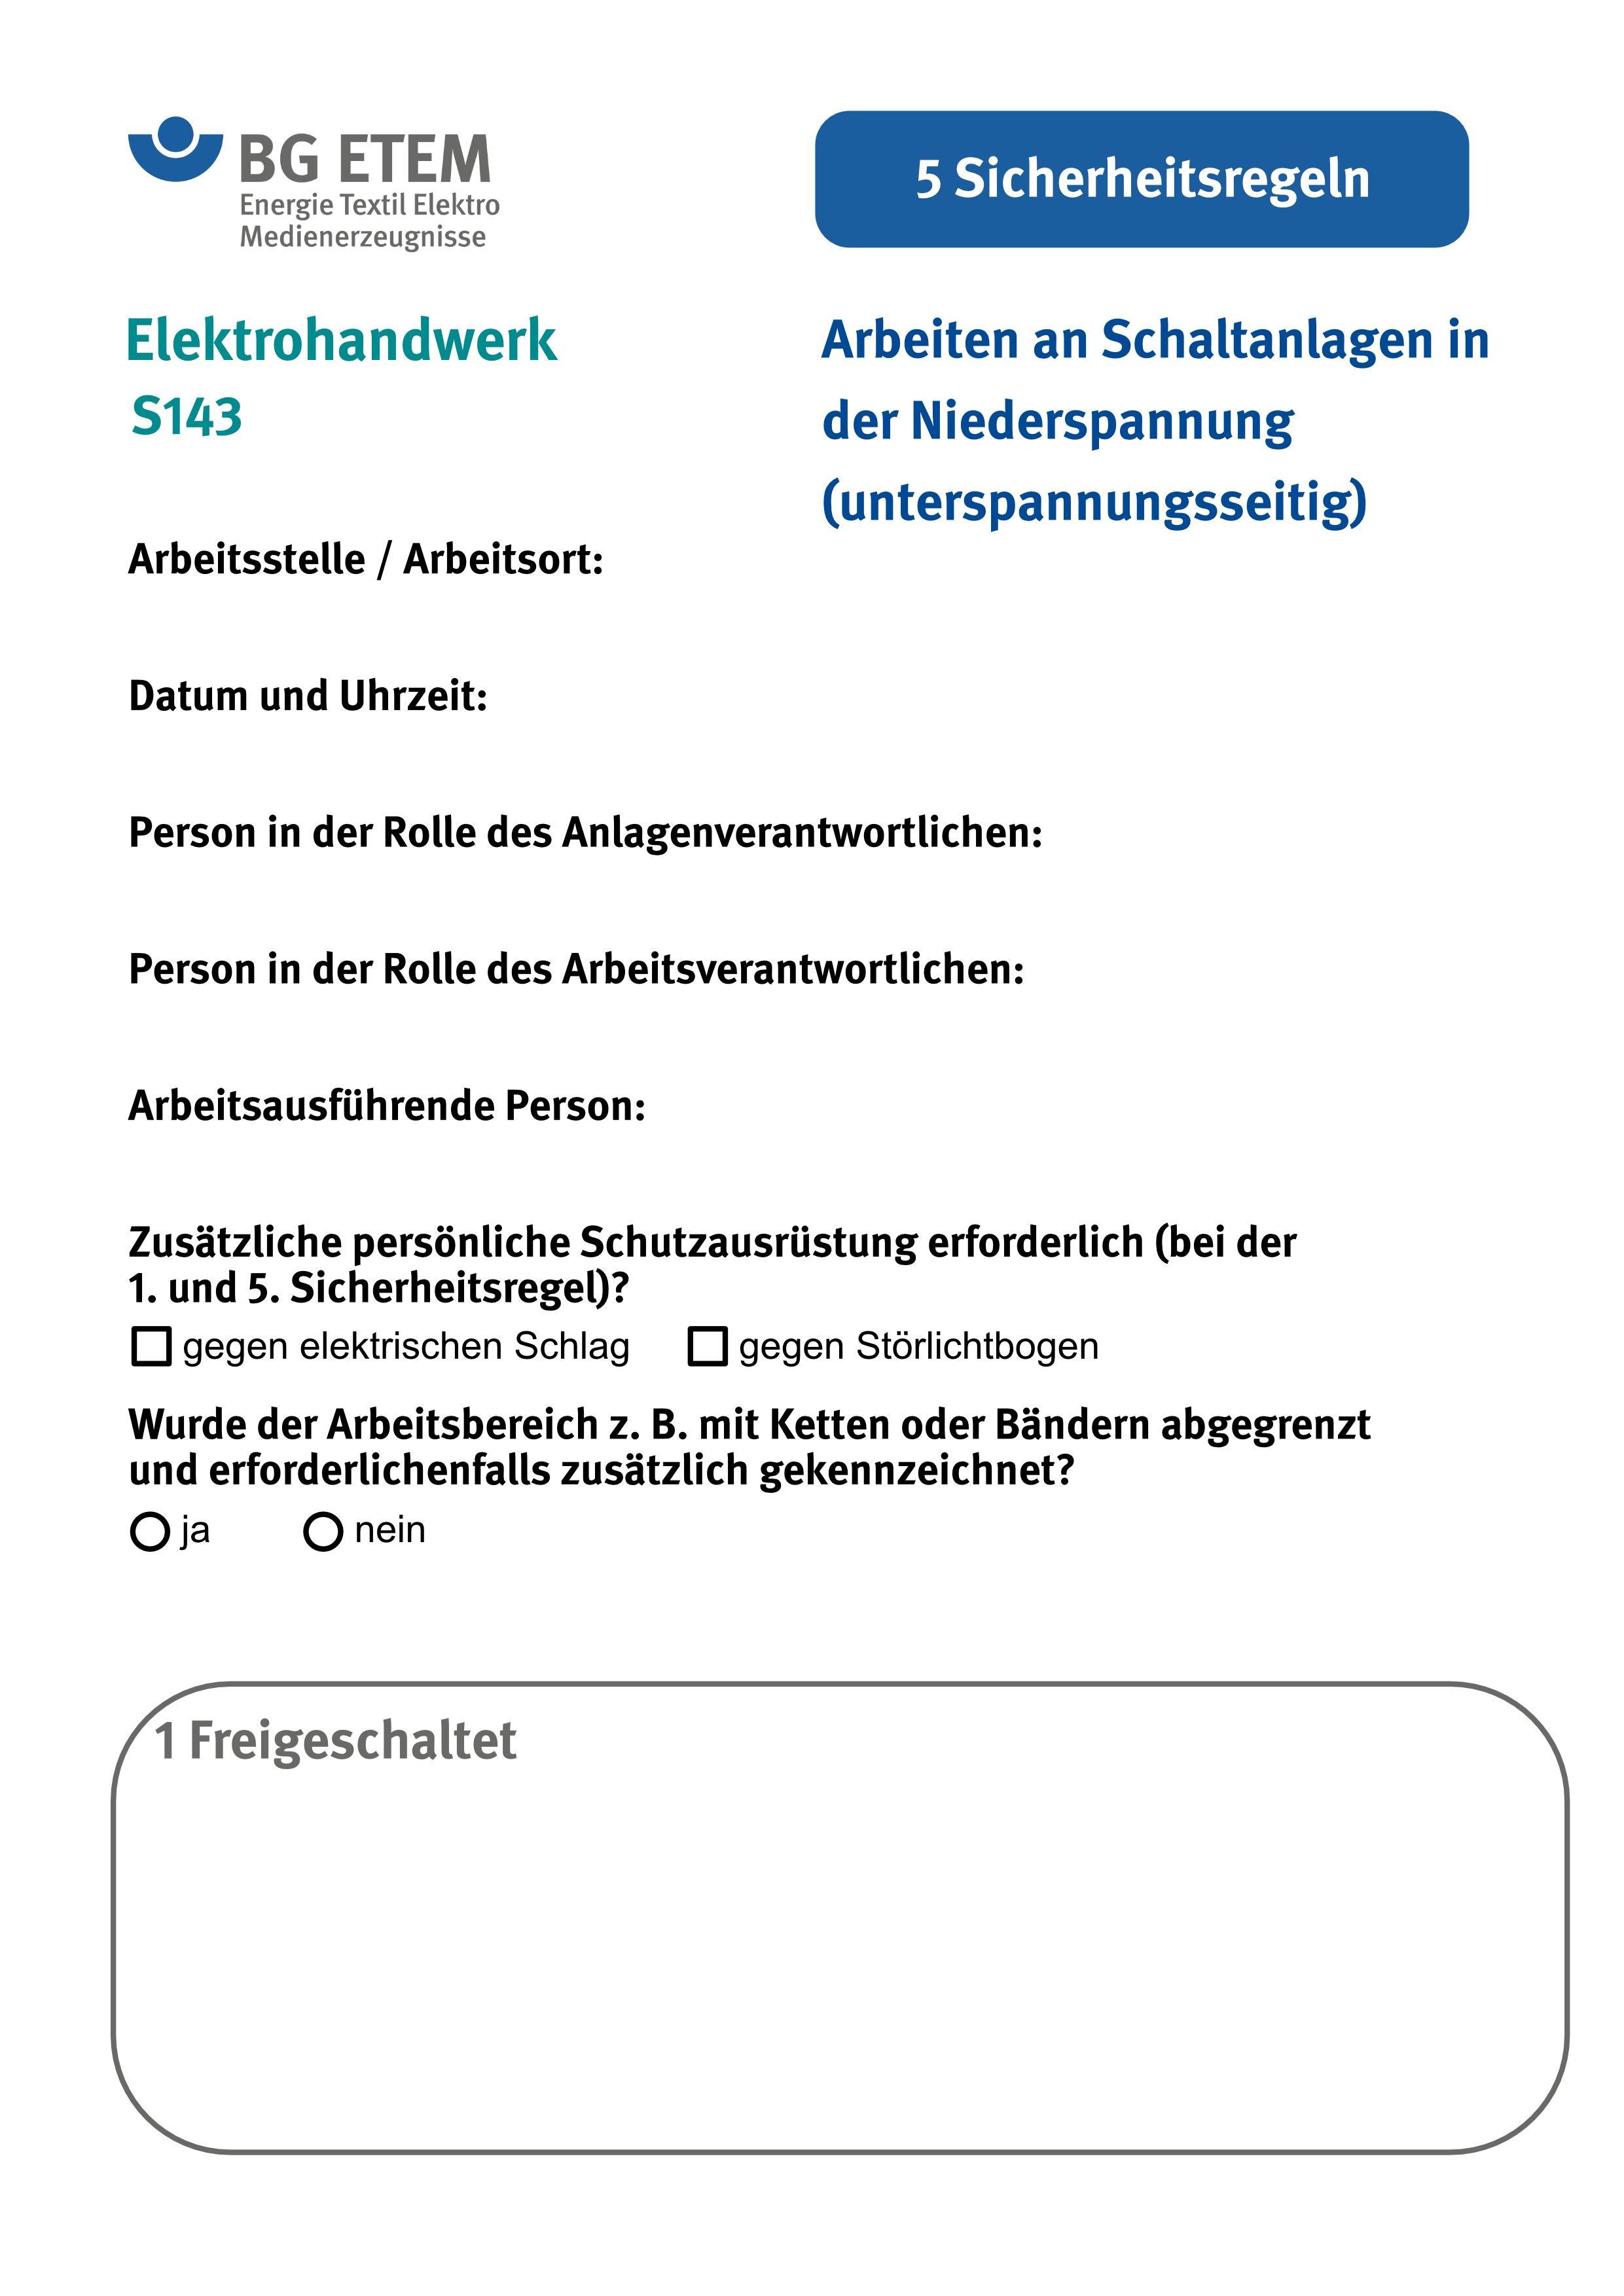 BG ETEM
Energie Textil Elektro
Medienerzeugnisse
5 Sicherheitsregeln
Elektrohandwerk
S143
Arbeiten an Schaltanlagen in
der Niederspannung
(unterspannungsseitig)
Arbeitsstelle / Arbeitsort:
Datum und Uhrzeit:
Person in der Rolle des Anlagenverantwortlichen:
Person in der Rolle des Arbeitsverantwortlichen:
Arbeitsausführende Person:
Zusätzliche persönliche Schutzausrüstung erforderlich (bei der
1. und 5. Sicherheitsregel)?
gegen elektrischen Schlag gegen Störlichtbogen
Wurde der Arbeitsbereich z. B. mit Ketten oder Bändern abgegrenzt
und erforderlichenfalls zusätzlich gekennzeichnet?
ja nein
1 Freigeschaltet